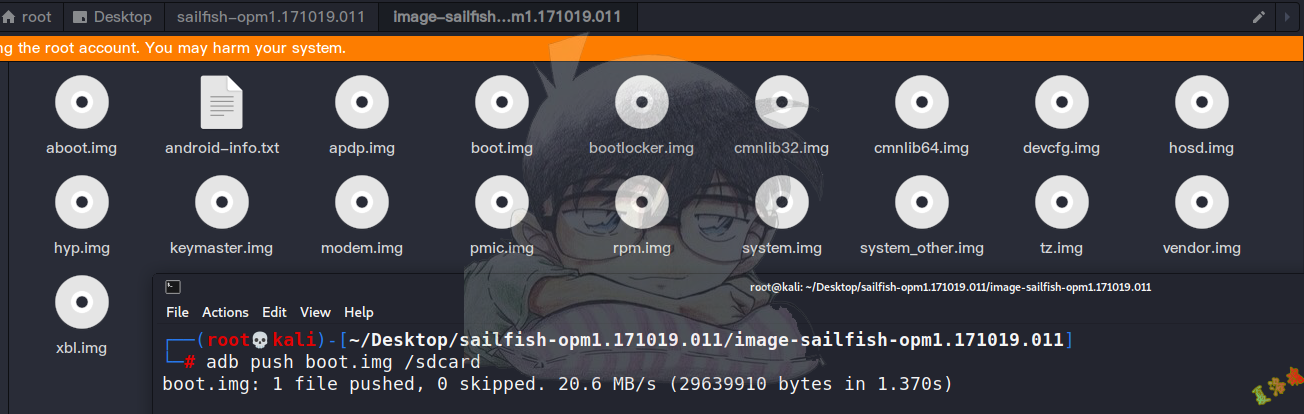 root Desktop sailfish-opm1.171019.011 image-sailfish...m1.171019.011
ng the root account. You may harm your system.
aboot.img android-info.txt apdp.img boot.img bootlocker.img cmnlib32.img cmnlib64.img devcfg.img hosd.img
hyp.img keymaster.img modem.img pmic.img rpm.img system.img system_other.img tz.img vendor.img
xbl.img
root@kali: ~/Desktop/sailfish-opm1.171019.011/image-sailfish-opm1.171019.011
File Actions Edit View Help
┌──(root💀kali)-[~/Desktop/sailfish-opm1.171019.011/image-sailfish-opm1.171019.011]
└─# adb push boot.img /sdcard
boot.img: 1 file pushed, 0 skipped. 20.6 MB/s (29639910 bytes in 1.370s)